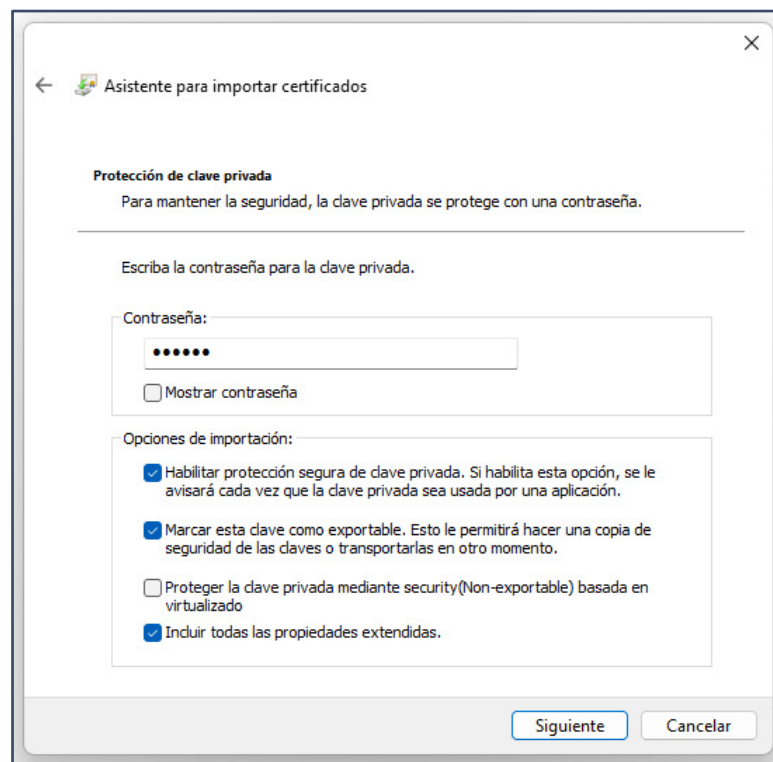 Asistente para importar certificados
Protección de clave privada
Para mantener la seguridad, la clave privada se protege con una contraseña.
Escriba la contraseña para la clave privada.
Contraseña:
••••••
Mostrar contraseña
Opciones de importación:
Habilitar protección segura de clave privada. Si habilita esta opción, se le
avisará cada vez que la clave privada sea usada por una aplicación.
Marcar esta clave como exportable. Esto le permitirá hacer una copia de
seguridad de las claves o transportarlas en otro momento.
Proteger la clave privada mediante security(Non-exportable) basada en
virtualizado
Incluir todas las propiedades extendidas.
Siguiente
Cancelar